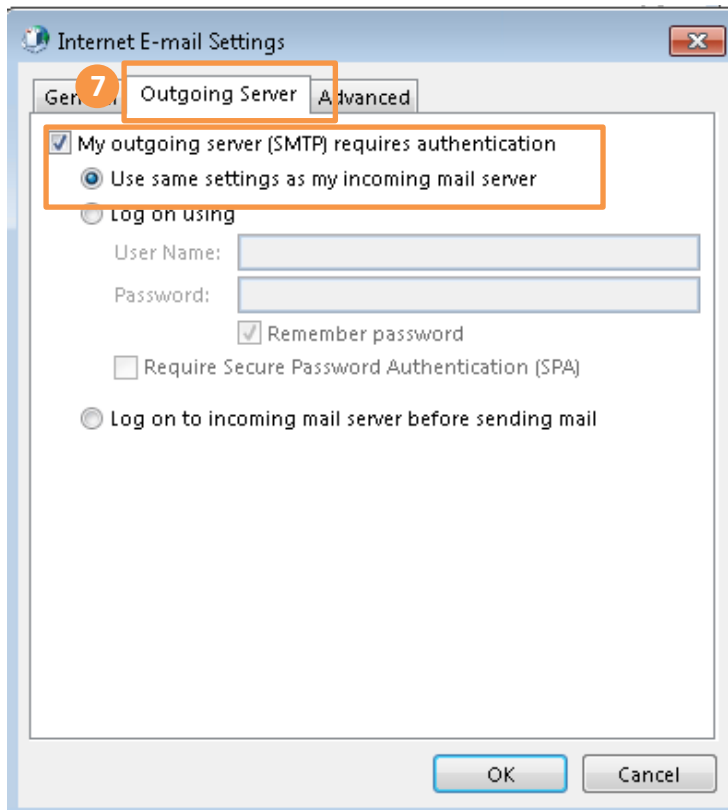 Internet E-mail Settings
7
Outgoing Server Advanced
My outgoing server (SMTP) requires authentication
Use same settings as my incoming mail server
Log on using
User Name:
Password:
Remember password
Require Secure Password Authentication (SPA)
Log on to incoming mail server before sending mail
OK Cancel